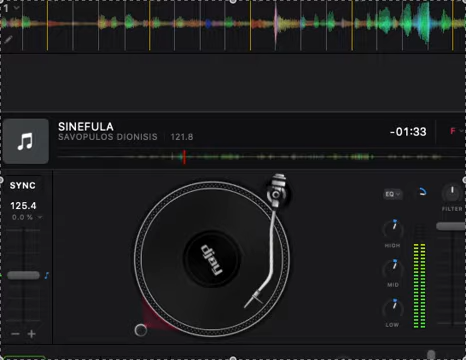 1
SINEFULA
SAVOPULOS DIONISIS 121.8
-01:33
F
SYNC
125.4
0.0 %
djay
EQ
FILTER
HIGH
MID
LOW